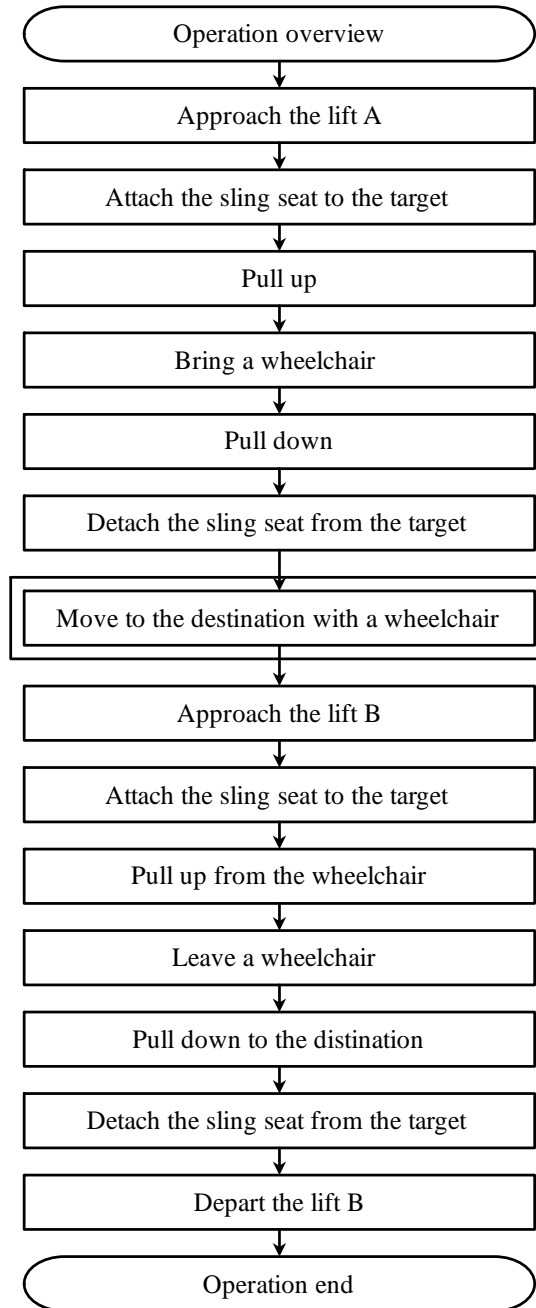 Operation overview
Approach the lift A
Attach the sling seat to the target
Pull up
Bring a wheelchair
Pull down
Detach the sling seat from the target
Move to the destination with a wheelchair
Approach the lift B
Attach the sling seat to the target
Pull up from the wheelchair
Leave a wheelchair
Pull down to the distination
Detach the sling seat from the target
Depart the lift B
Operation end